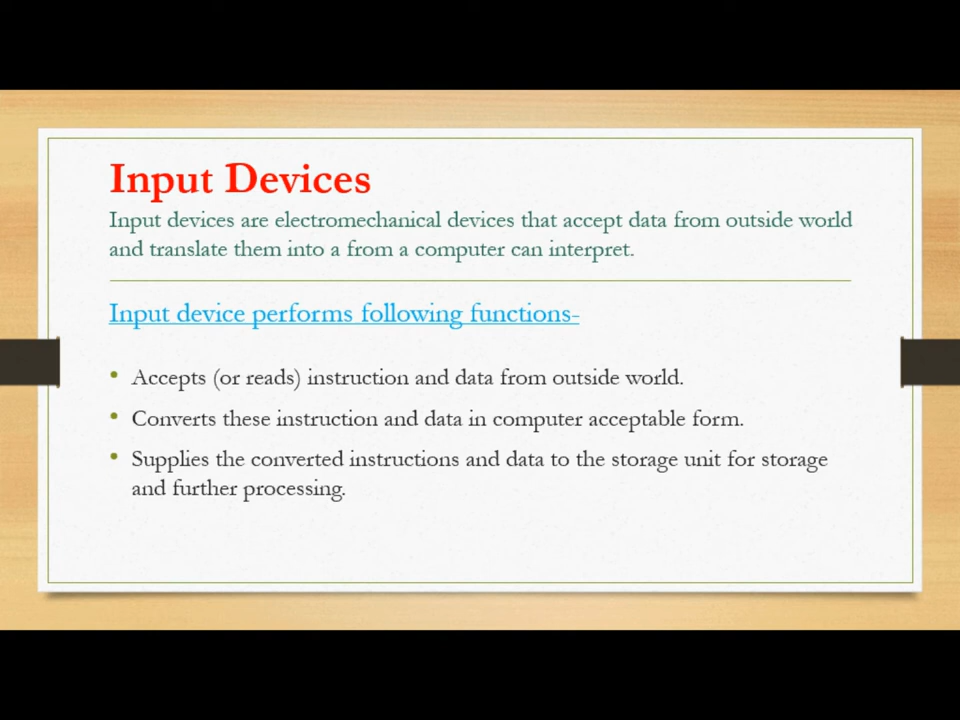 Input Devices
Input devices are electromechanical devices that accept data from outside world
and translate them into a from a computer can interpret.
Input device performs following functions-
• Accepts (or reads) instruction and data from outside world.
• Converts these instruction and data in computer acceptable form.
• Supplies the converted instructions and data to the storage unit for storage
and further processing.